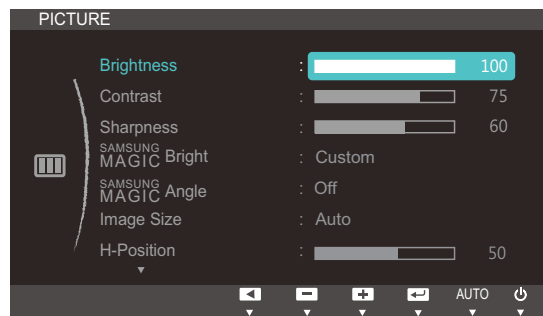 PICTURE
Brightness : 100
Contrast : 75
Sharpness : 60
SAMSUNG MAGIC Bright : Custom
SAMSUNG MAGIC Angle : Off
Image Size : Auto
H-Position : 50
AUTO